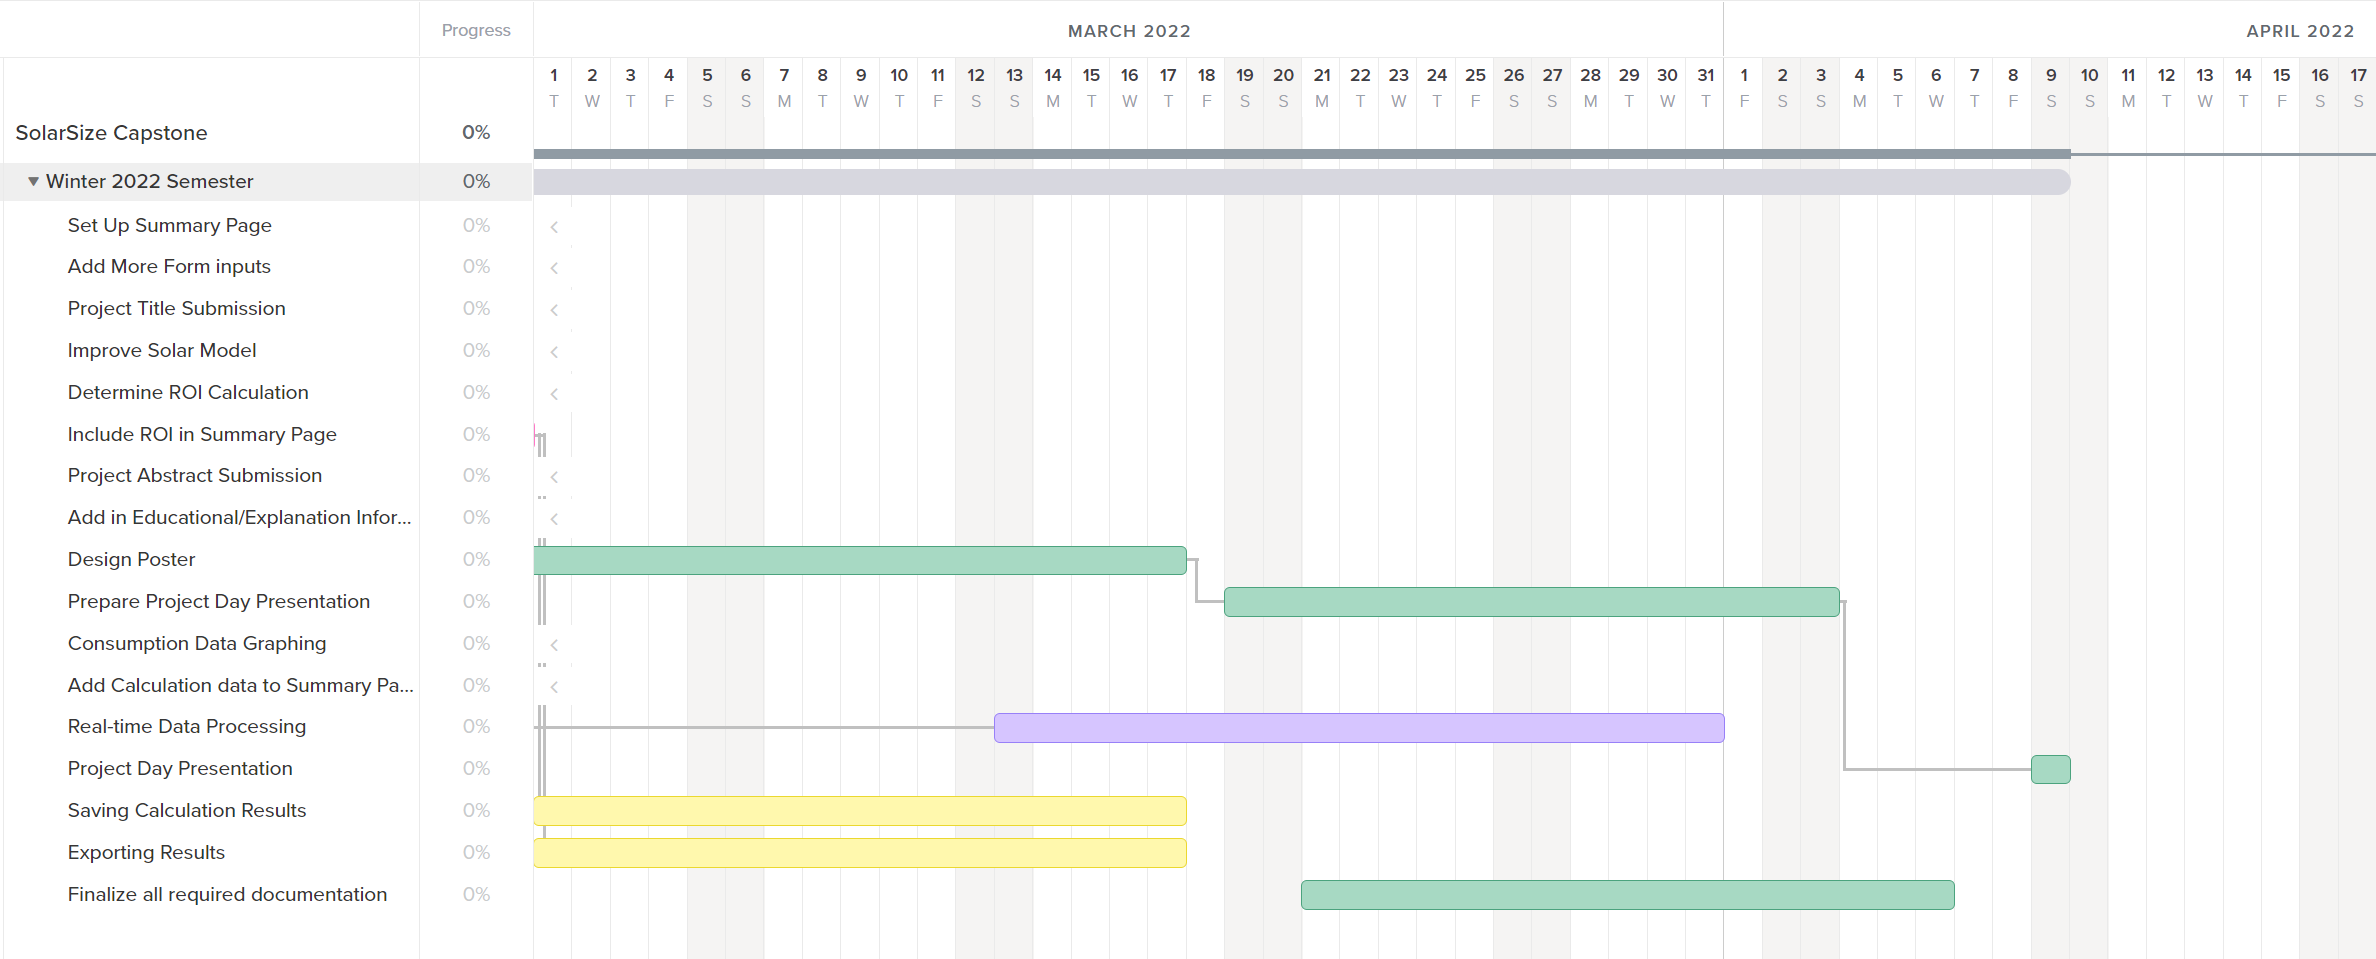 Progress MARCH 2022 APRIL 2022
1 2 3 4 5 6 7 8 9 10 11 12 13 14 15 16 17 18 19 20 21 22 23 24 25 26 27 28 29 30 31 1 2 3 4 5 6 7 8 9 10 11 12 13 14 15 16 17
T W T F S S M T W T F S S M T W T F S S M T W T F S S M T W T F S S M T W T F S S M T W T F S S
SolarSize Capstone 0%
Winter 2022 Semester 0%
Set Up Summary Page 0%
Add More Form inputs 0%
Project Title Submission 0%
Improve Solar Model 0%
Determine ROI Calculation 0%
Include ROI in Summary Page 0%
Project Abstract Submission 0%
Add in Educational/Explanation Infor... 0%
Design Poster 0%
Prepare Project Day Presentation 0%
Consumption Data Graphing 0%
Add Calculation data to Summary Pa... 0%
Real-time Data Processing 0%
Project Day Presentation 0%
Saving Calculation Results 0%
Exporting Results 0%
Finalize all required documentation 0%